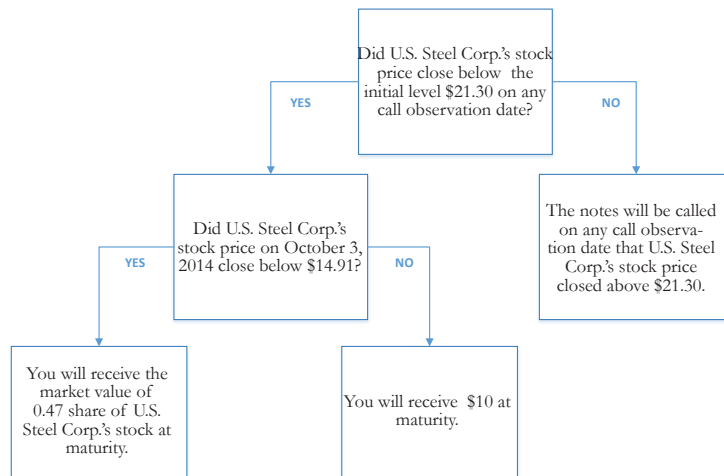 Did U.S. Steel Corp.'s stock
price close below the
initial level $21.30 on any
call observation date?
YES
NO
Did U.S. Steel Corp.'s
stock price on October 3,
2014 close below $14.91?
The notes will be called
on any call observa-
tion date that U.S. Steel
Corp.'s stock price
closed above $21.30.
YES
NO
You will receive the
market value of
0.47 share of U.S.
Steel Corp.'s stock at
maturity.
You will receive $10 at
maturity.